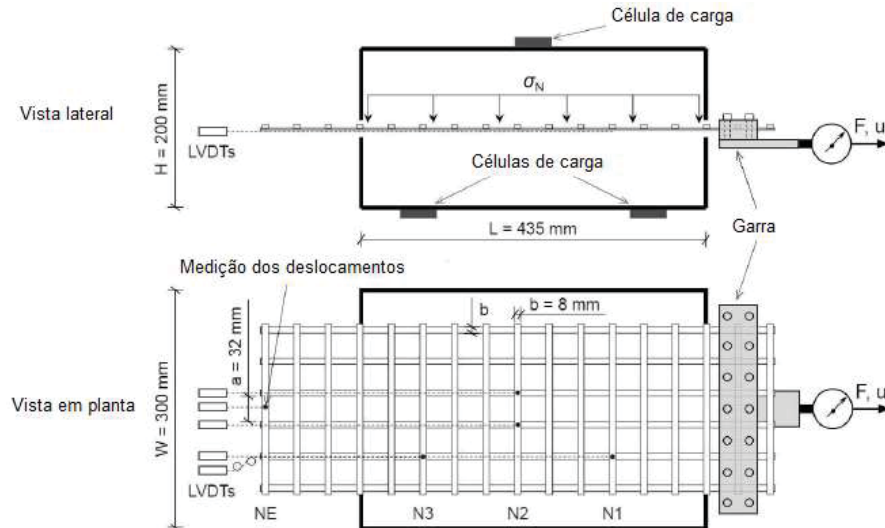 Célula de carga
σN
Vista lateral
H = 200 mm
LVDTs
F, u
Células de carga
Garra
L = 435 mm
Medição dos deslocamentos
b
b = 8 mm
a = 32 mm
W = 300 mm
Vista em planta
F, u
LVDTs
NE
N3
N2
N1